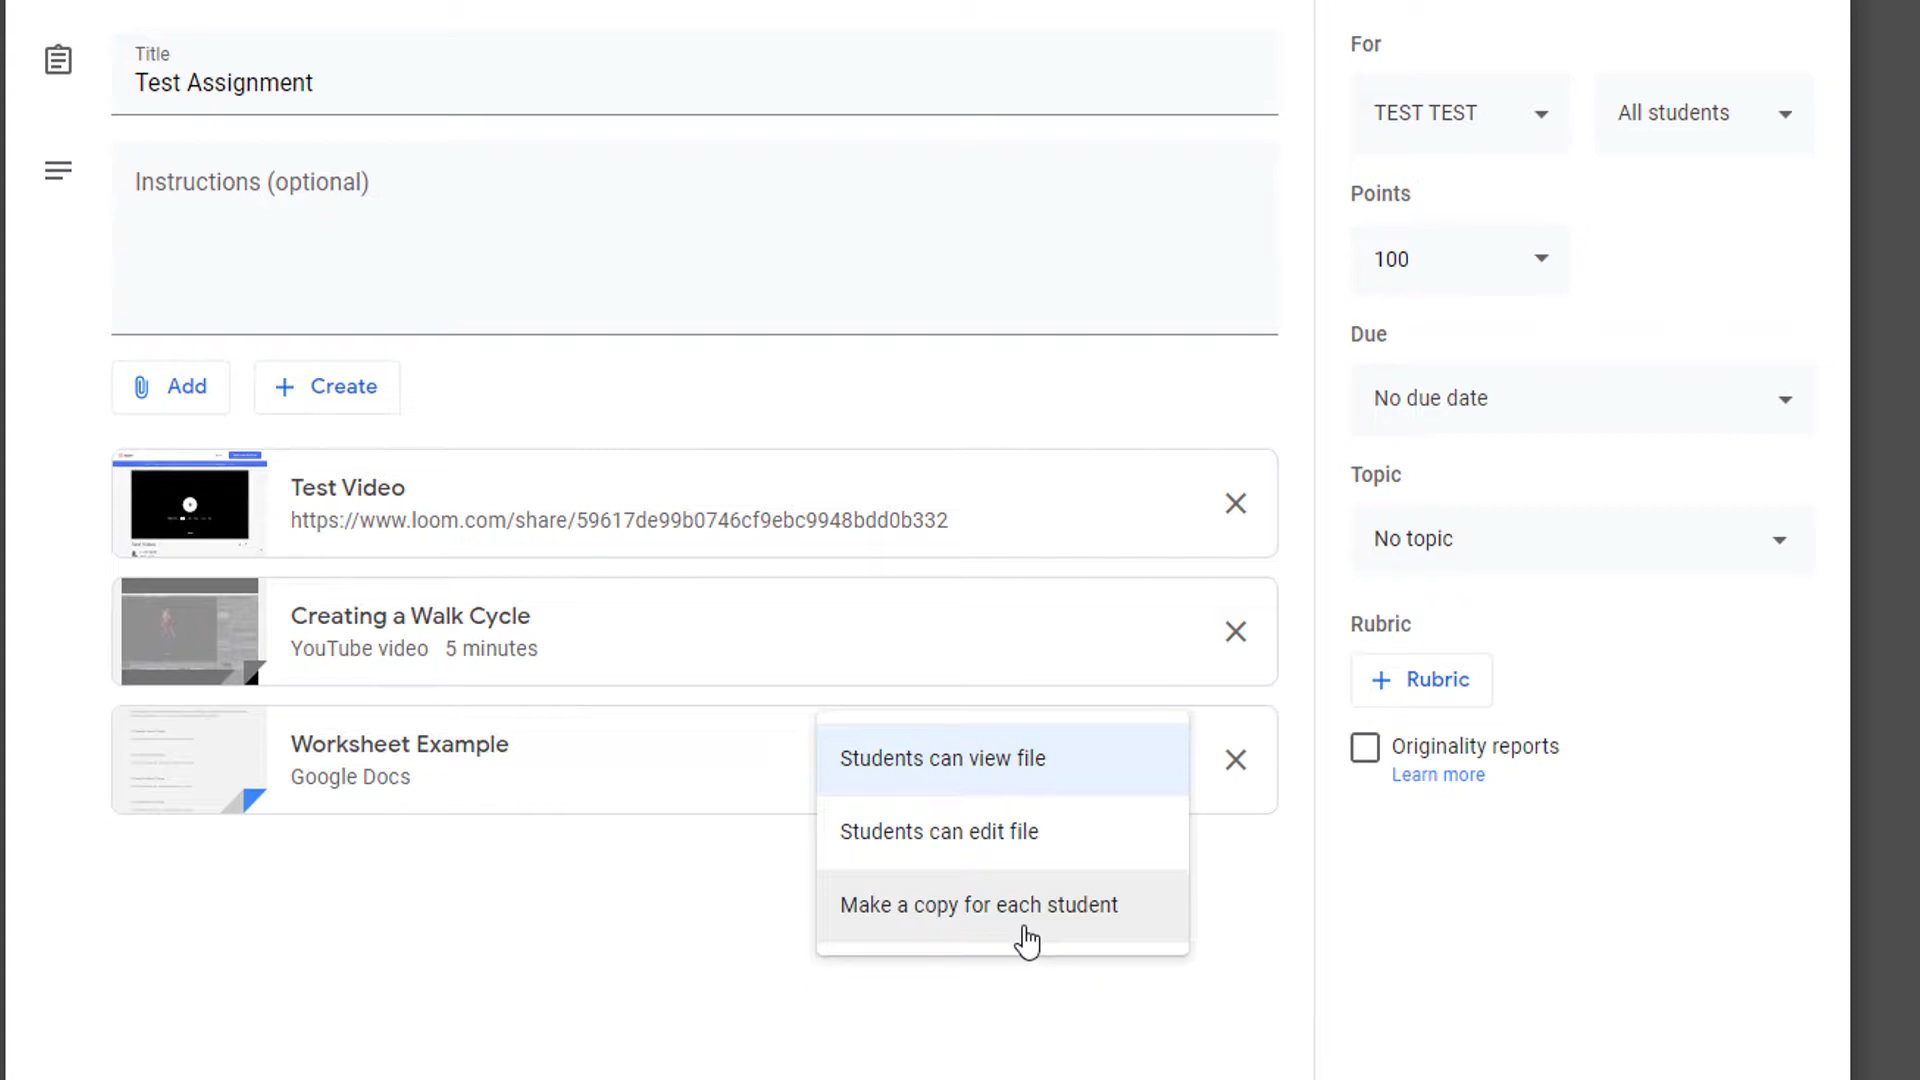 Title
Test Assignment
Instructions (optional)
Add
Create
Test Video
https://www.loom.com/share/59617de99b0746cf9ebc9948bdd0b332
Creating a Walk Cycle
YouTube video 5 minutes
Worksheet Example
Google Docs
Students can view file
Students can edit file
Make a copy for each student
For
TEST TEST
All students
Points
100
Due
No due date
Topic
No topic
Rubric
Rubric
Originality reports
Learn more